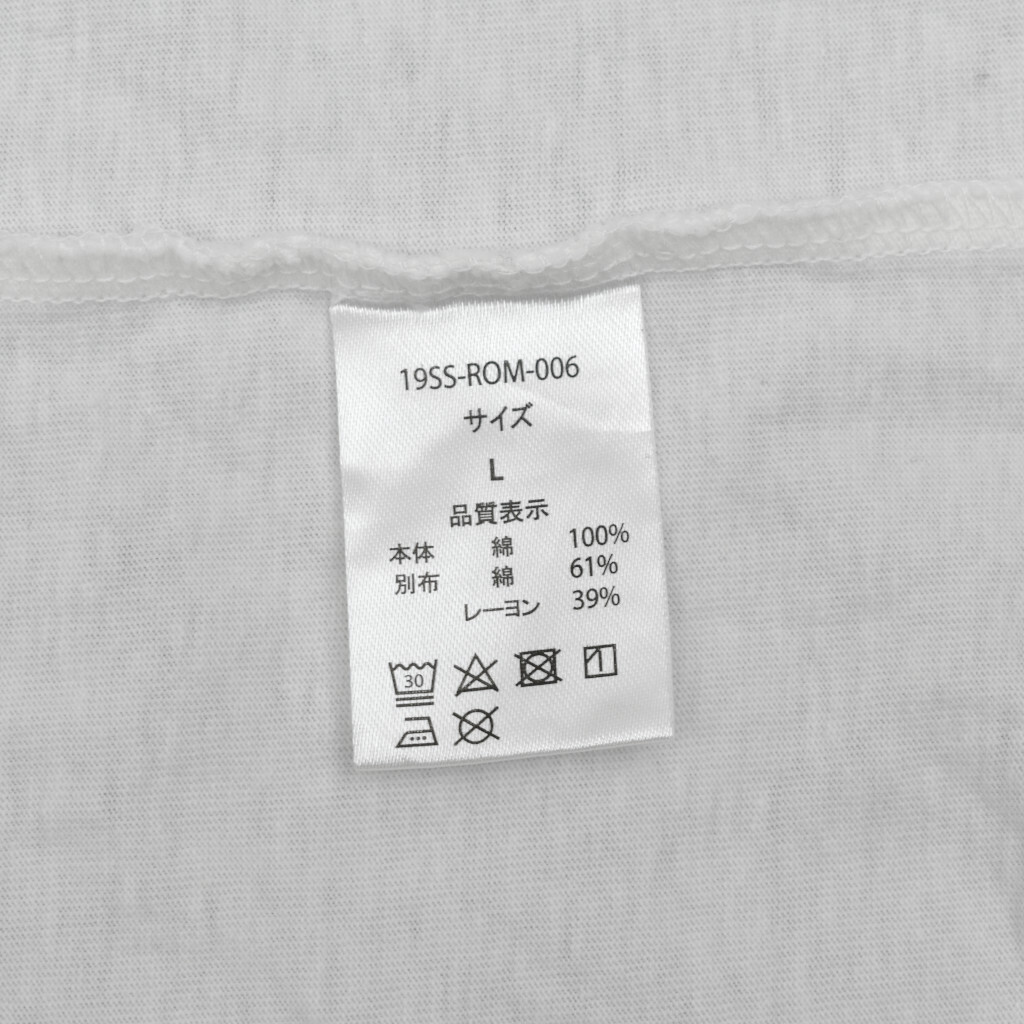 19SS-ROM-006
サイズ
L
品質表示
本体 綿 100%
別布 綿 61%
レーヨン 39%
30